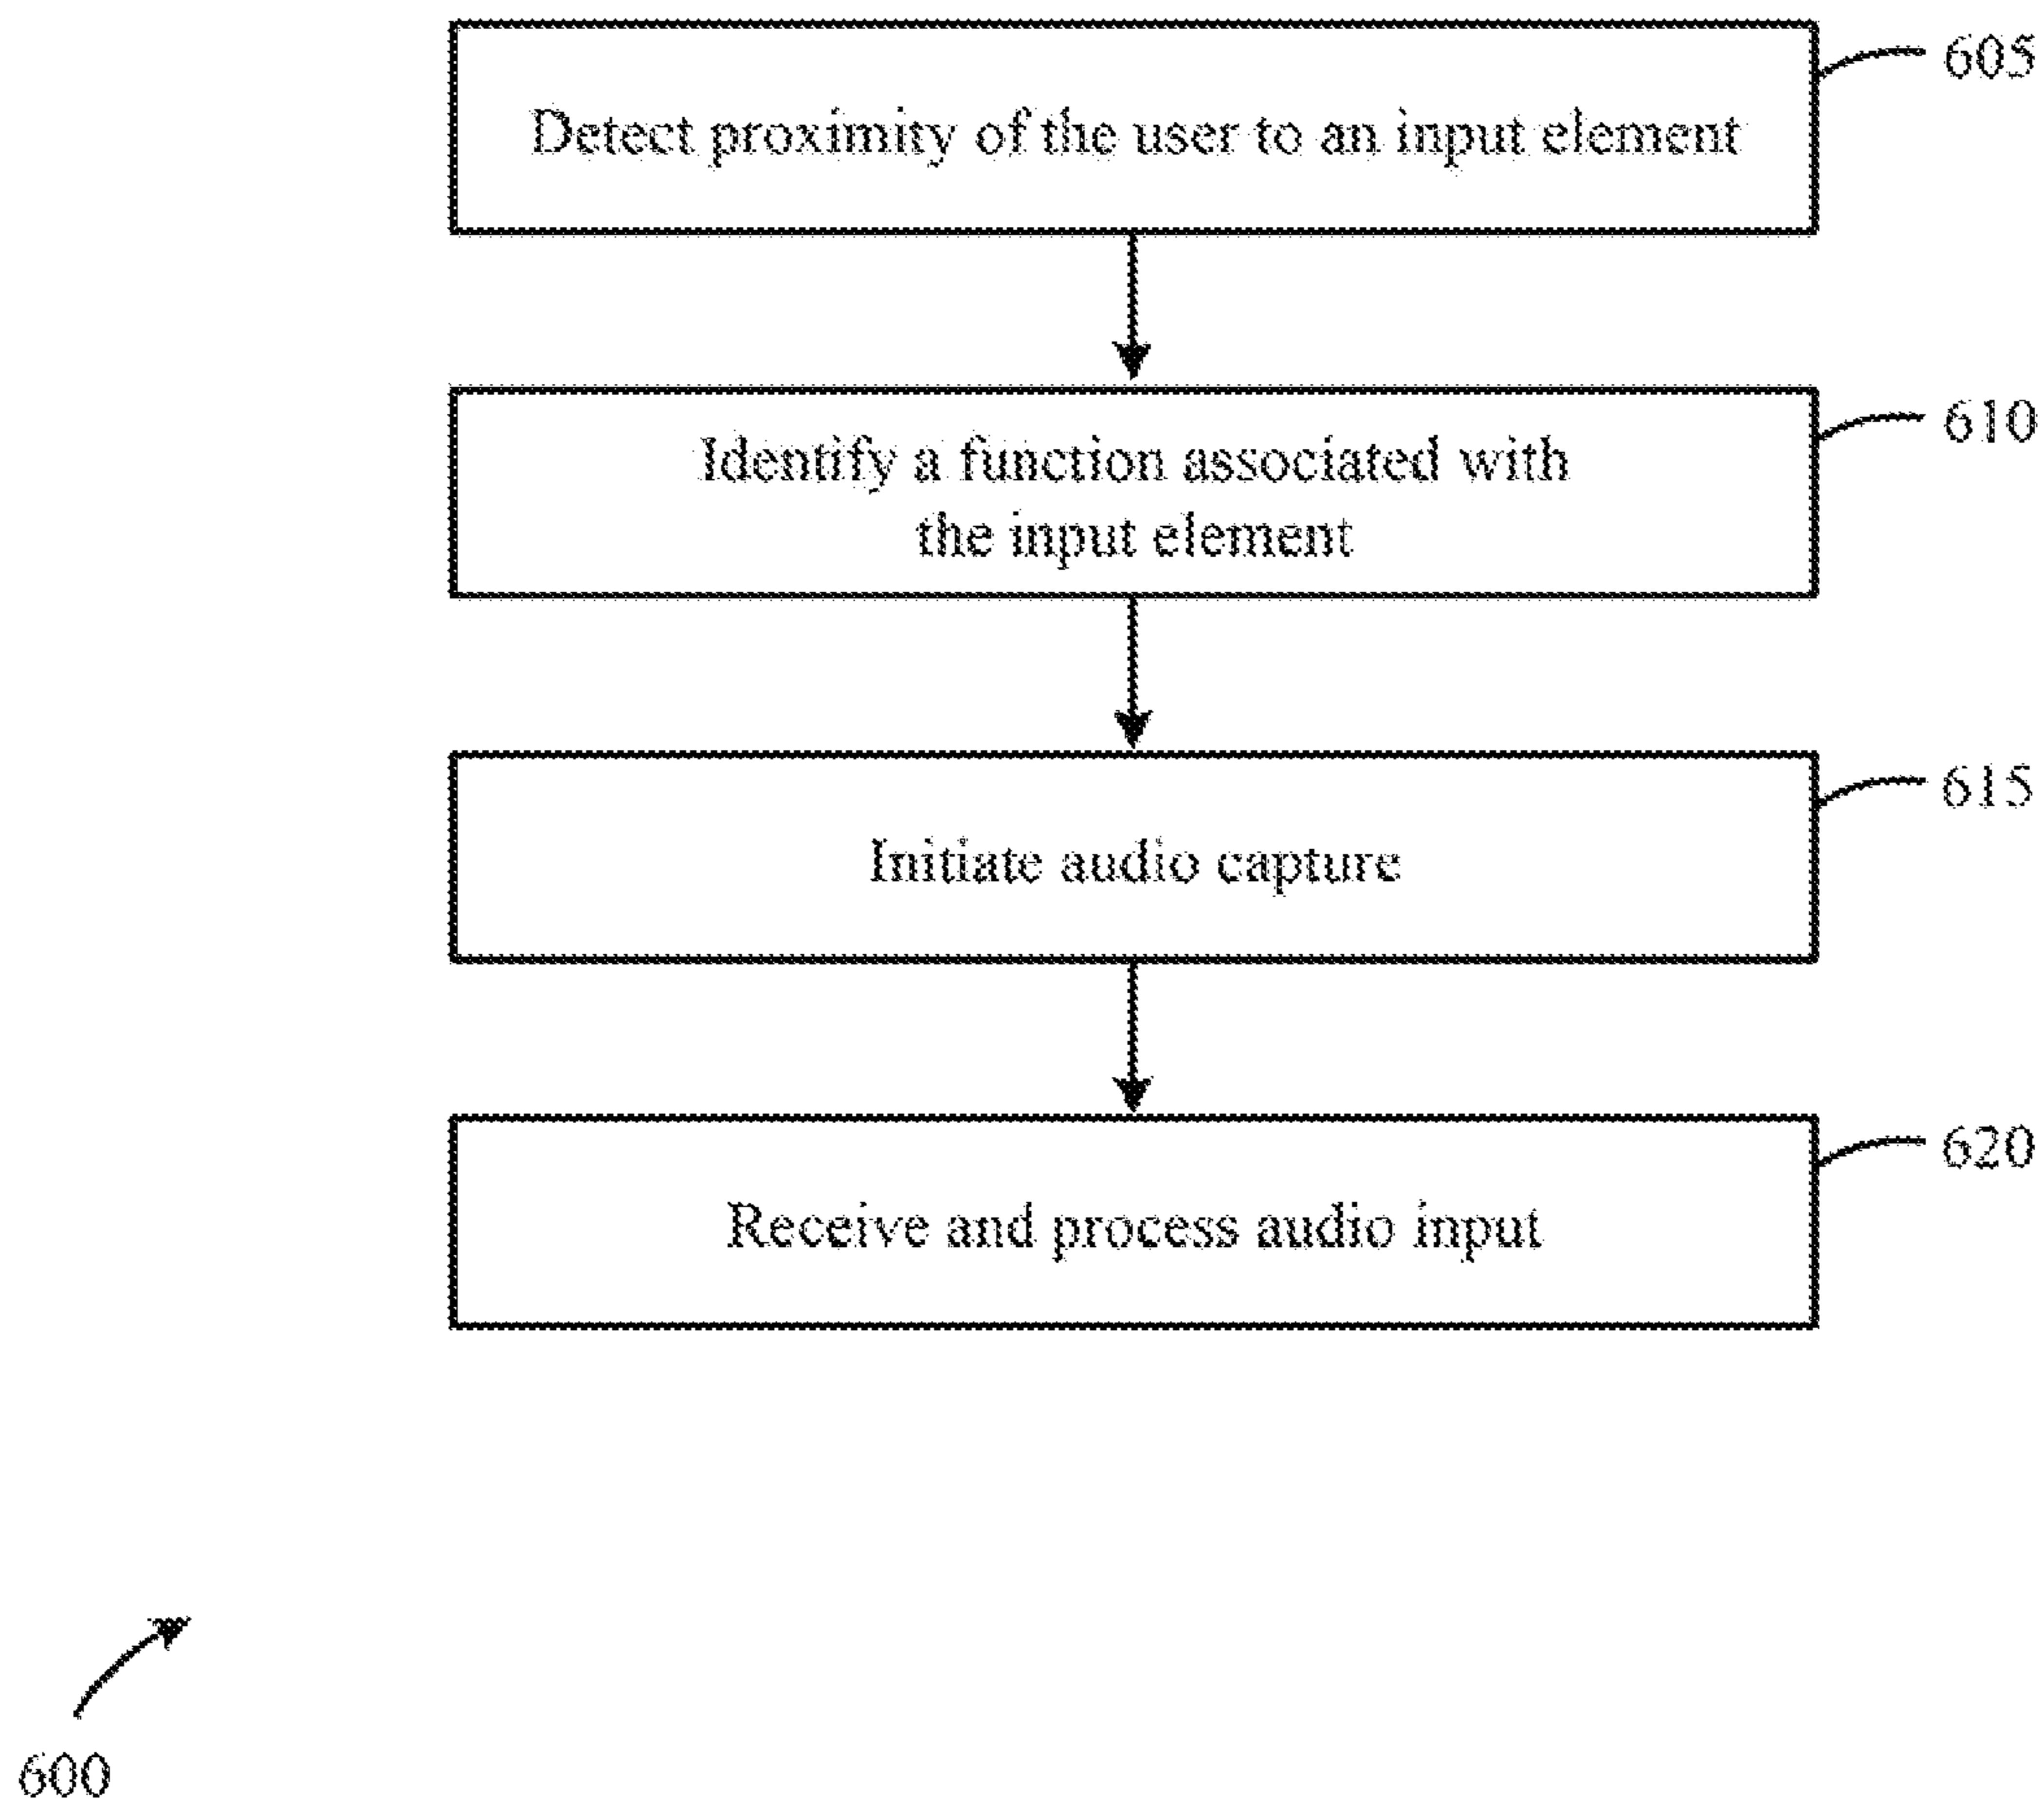 605
Detect proximity of the user to an input element
610
Identify a function associated with
the input element
615
Initiate audio capture
620
Receive and process audio input
600